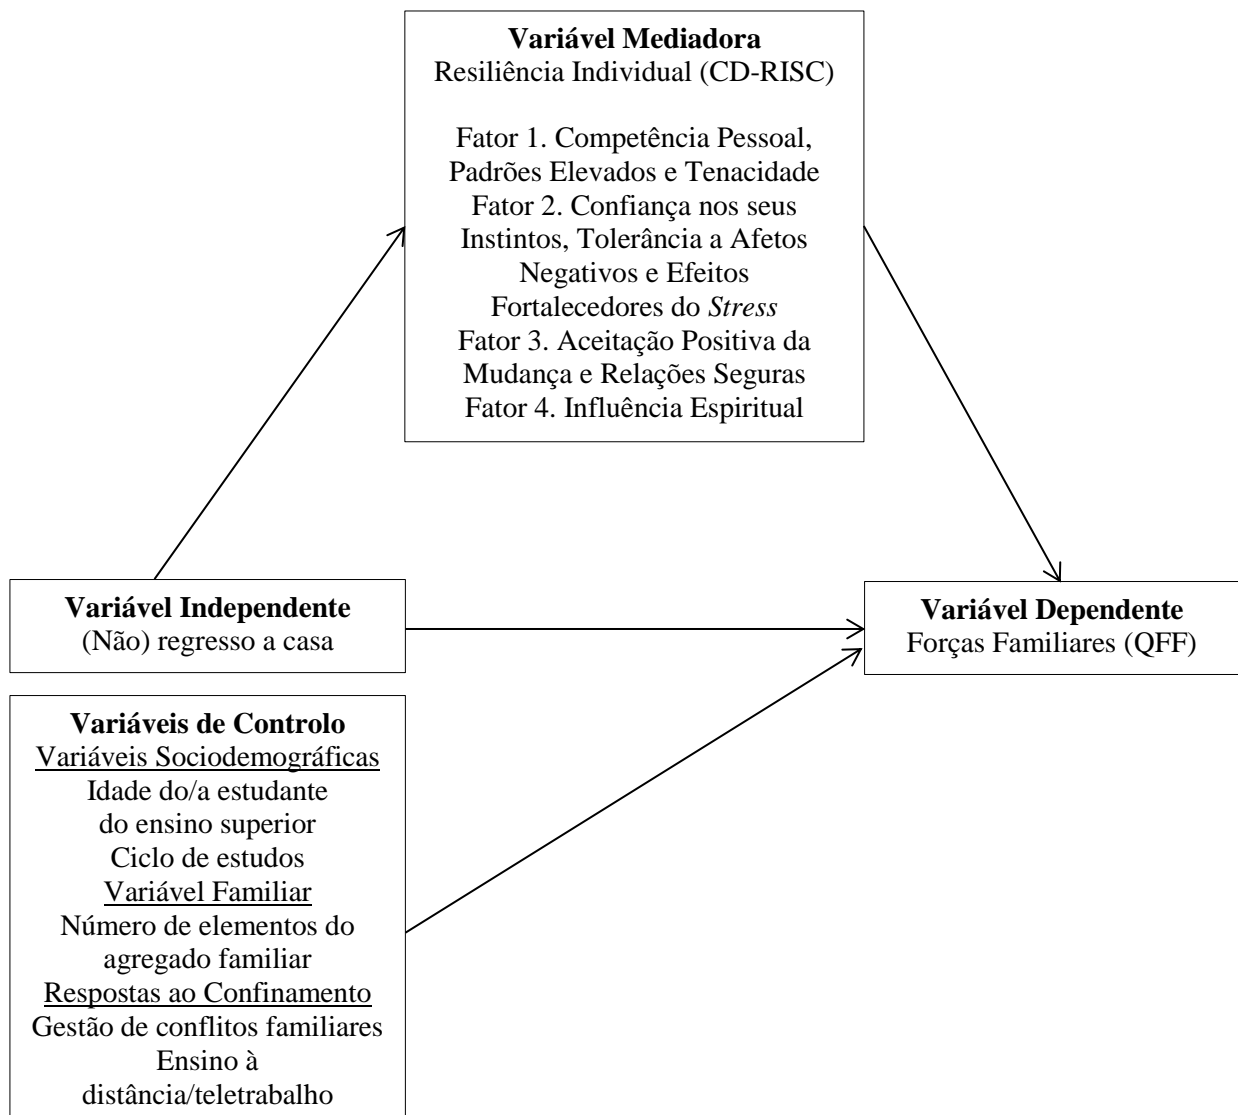 Variável Mediadora
Resiliência Individual (CD-RISC)
Fator 1. Competência Pessoal,
Padrões Elevados e Tenacidade
Fator 2. Confiança nos seus
Instintos, Tolerância a Afetos
Negativos e Efeitos
Fortalecedores do Stress
Fator 3. Aceitação Positiva da
Mudança e Relações Seguras
Fator 4. Influência Espiritual
Variável Independente
(Não) regresso a casa
Variável Dependente
Forças Familiares (QFF)
Variáveis de Controlo
Variáveis Sociodemográficas
Idade do/a estudante
do ensino superior
Ciclo de estudos
Variável Familiar
Número de elementos do
agregado familiar
Respostas ao Confinamento
Gestão de conflitos familiares
Ensino à
distância/teletrabalho